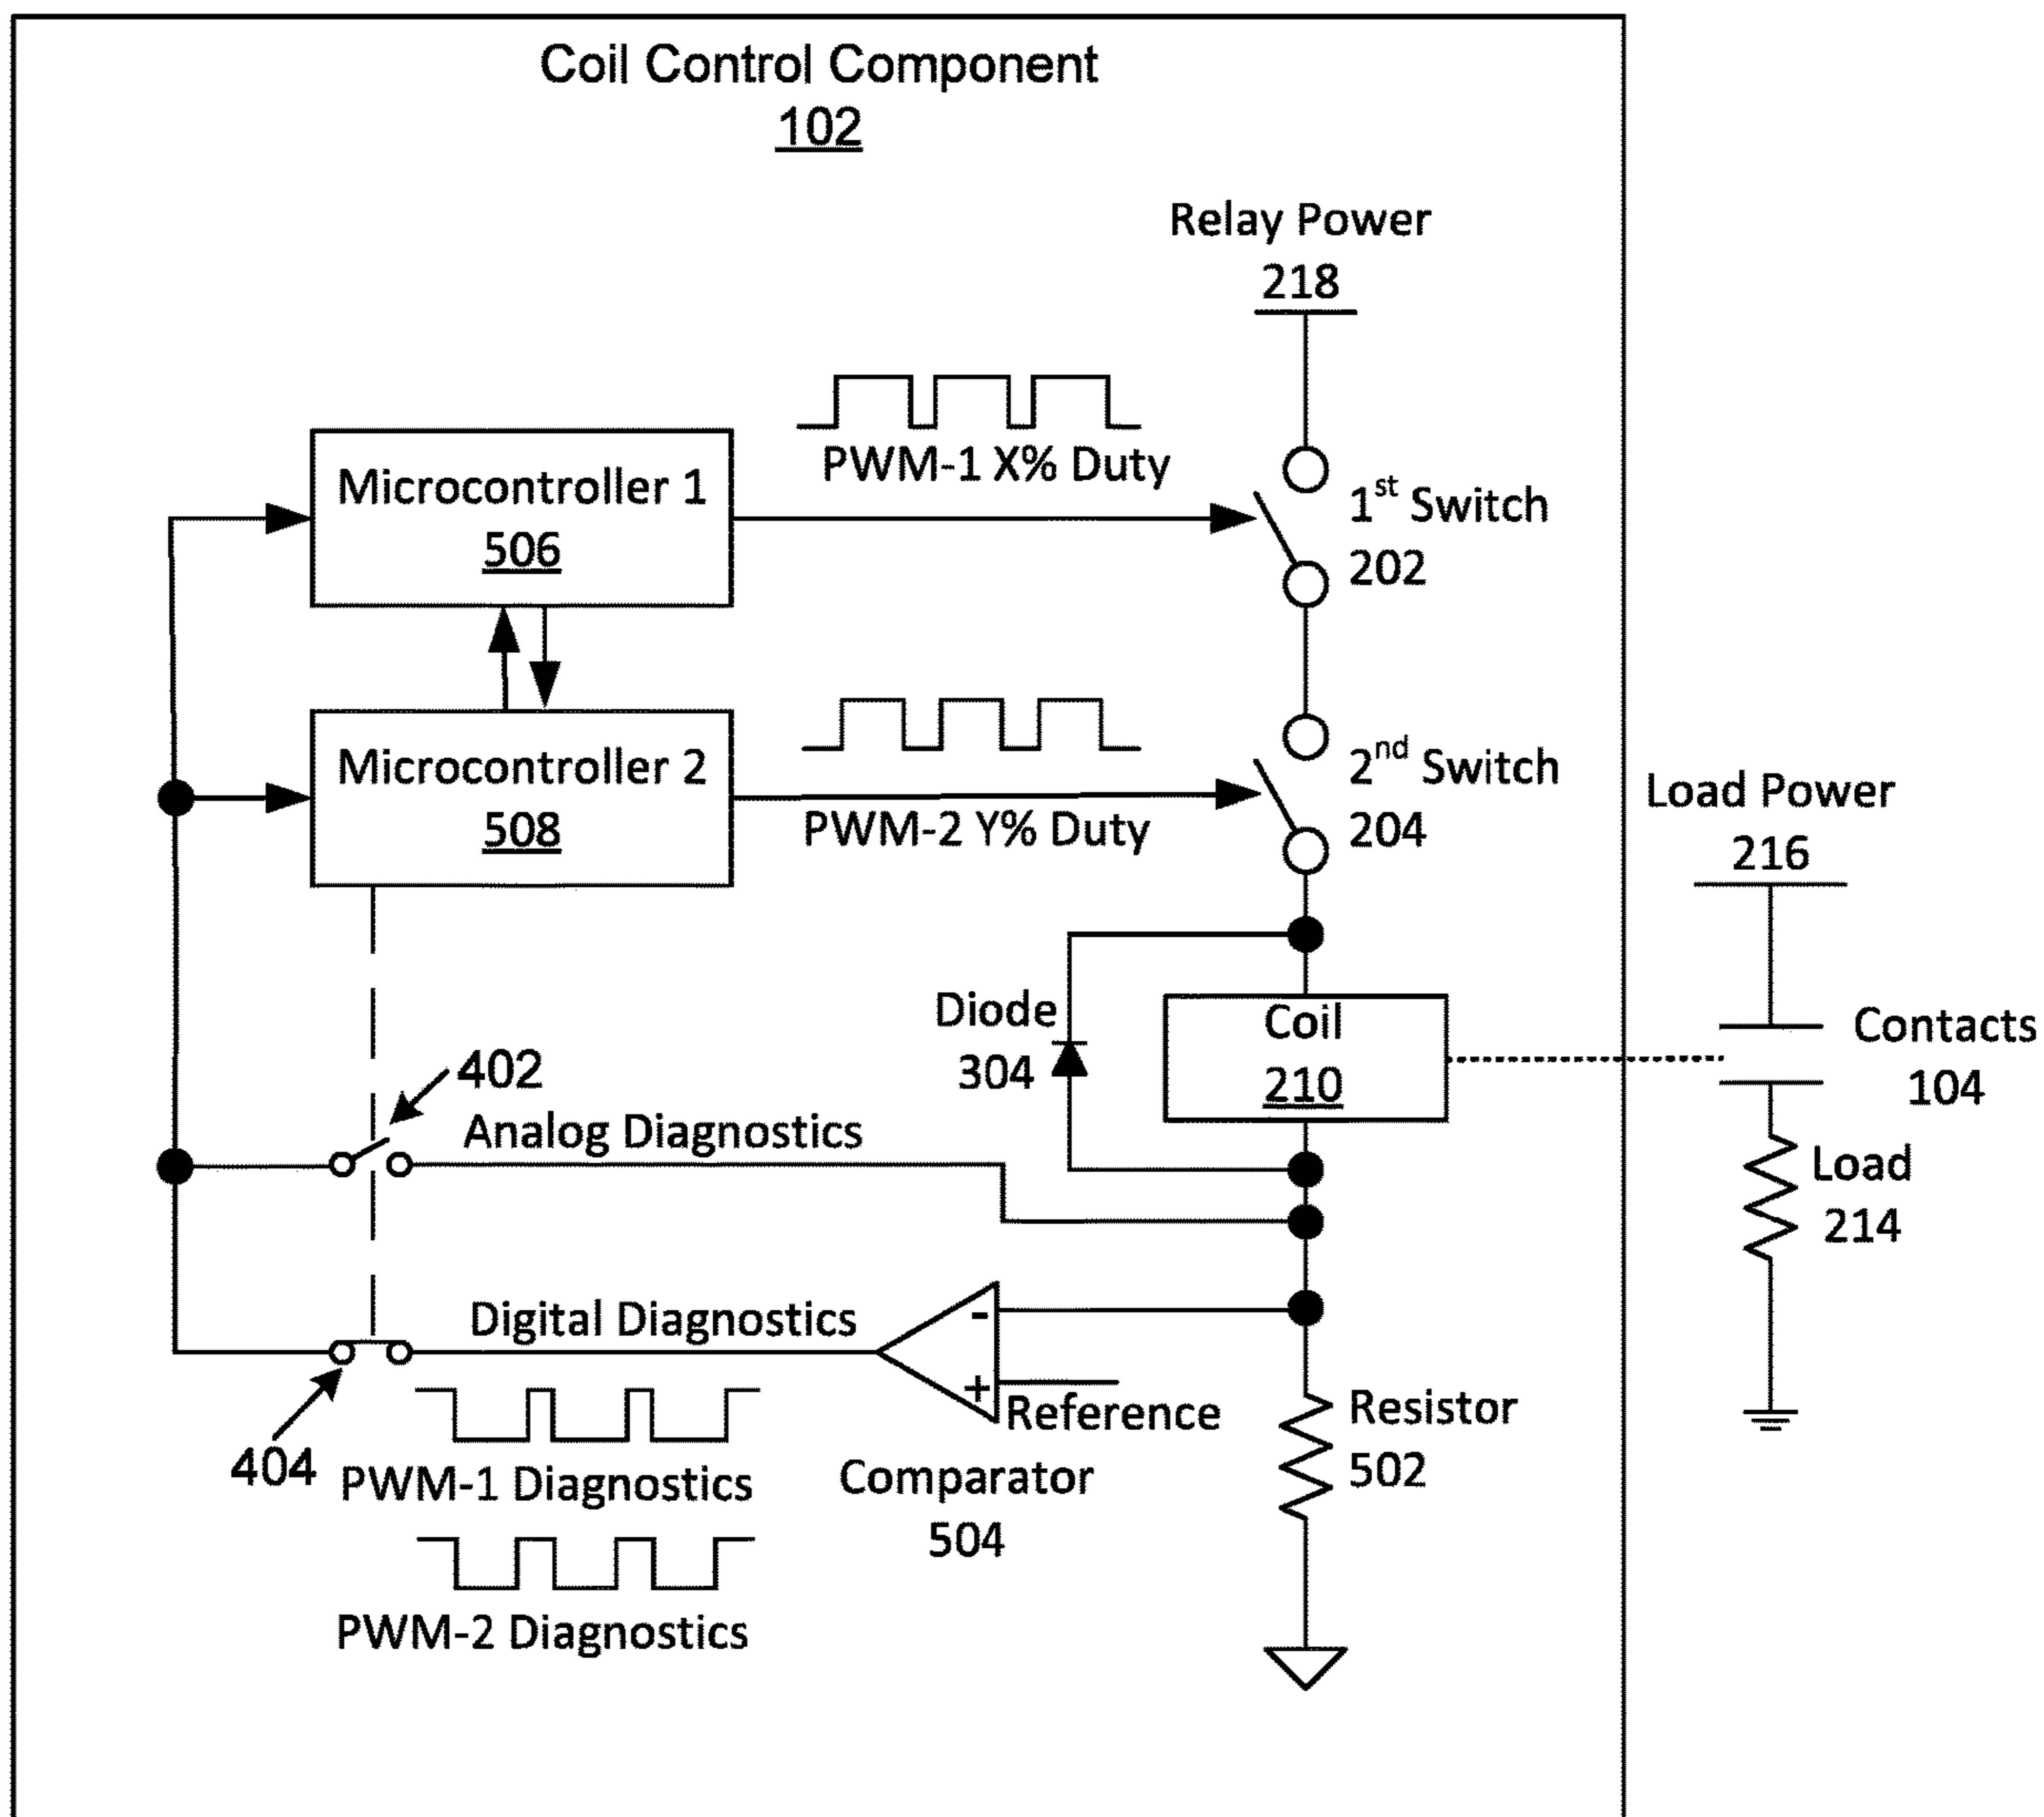 Coil Control Component
102
Relay Power
218
PWM-1 X% Duty
Microcontroller 1
506
1st Switch
202
Microcontroller 2
508
PWM-2 Y% Duty
2nd Switch
204
Load Power
216
Diode
304
Coil
210
Contacts
104
402
Analog Diagnostics
Load
214
Digital Diagnostics
-
+
Reference
404
PWM-1 Diagnostics
Comparator
504
Resistor
502
PWM-2 Diagnostics